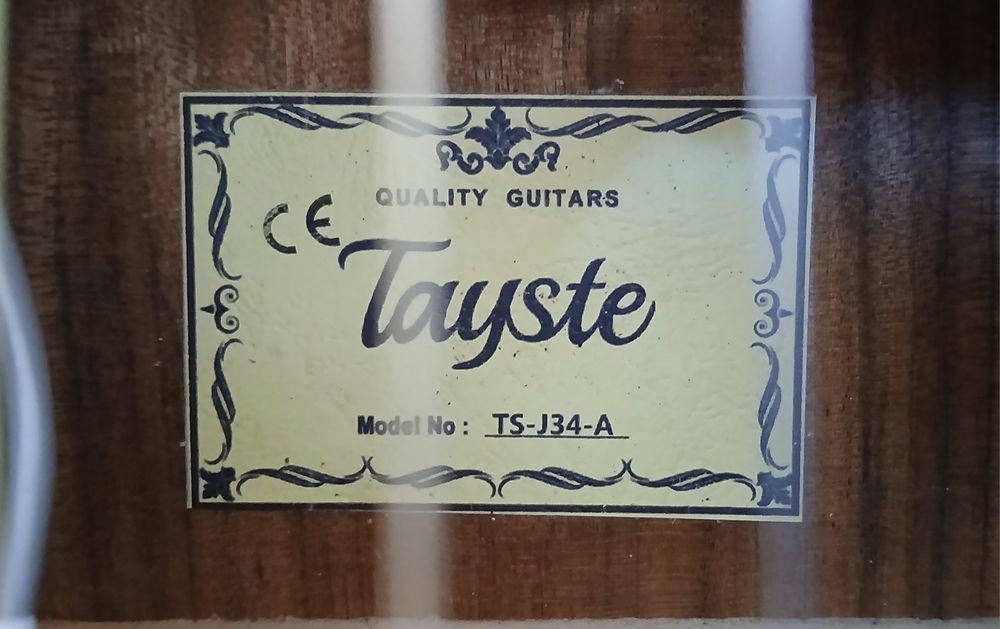 QUALITY GUITARS
CE
Tayste
Model No : TS-J34-A